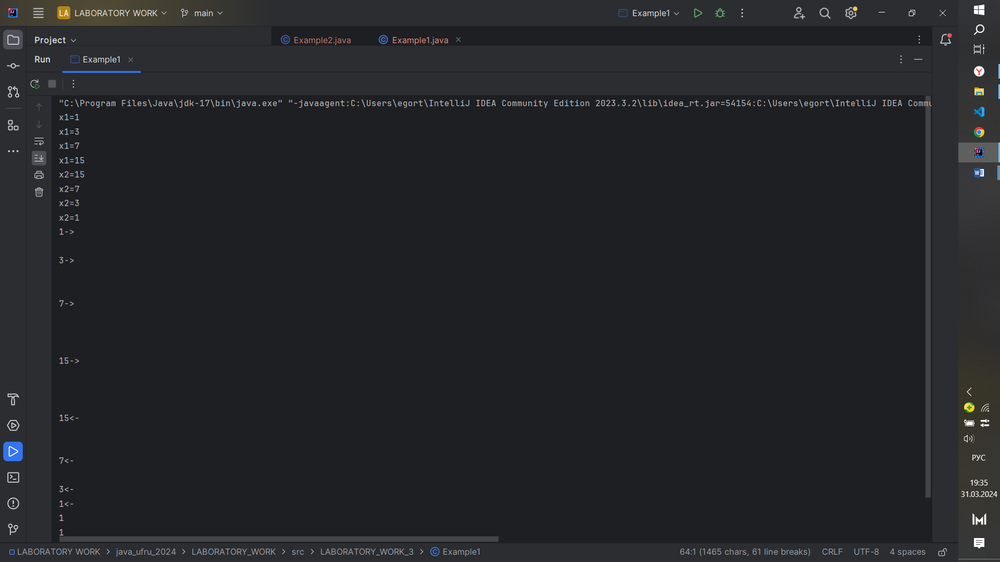 LA LABORATORY WORK main Example1
Project Example2.java Example1.java
Run Example1
"C:\Program Files\Java\jdk-17\bin\java.exe" "-javaagent:C:\Users\egort\IntelliJ IDEA Community Edition 2023.3.2\lib\idea_rt.jar=54154:C:\Users\egort\IntelliJ IDEA Commu
x1=1
x1=3
x1=7
x1=15
x2=15
x2=7
x2=3
x2=1
1->
3->
7->
15->
15<-
7<-
3<-
1<-
1
1
LABORATORY WORK > java_ufru_2024 > LABORATORY_WORK > src > LABORATORY_WORK_3 > Example1 64:1 (1465 chars, 61 line breaks) CRLF UTF-8 4 spaces
РУС
19:35
31.03.2024